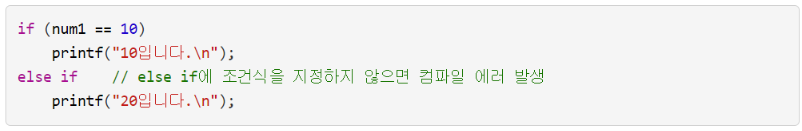 if (num1 == 10)
    printf("10입니다.\n");
else if    // else if에 조건식을 지정하지 않으면 컴파일 에러 발생
    printf("20입니다.\n");